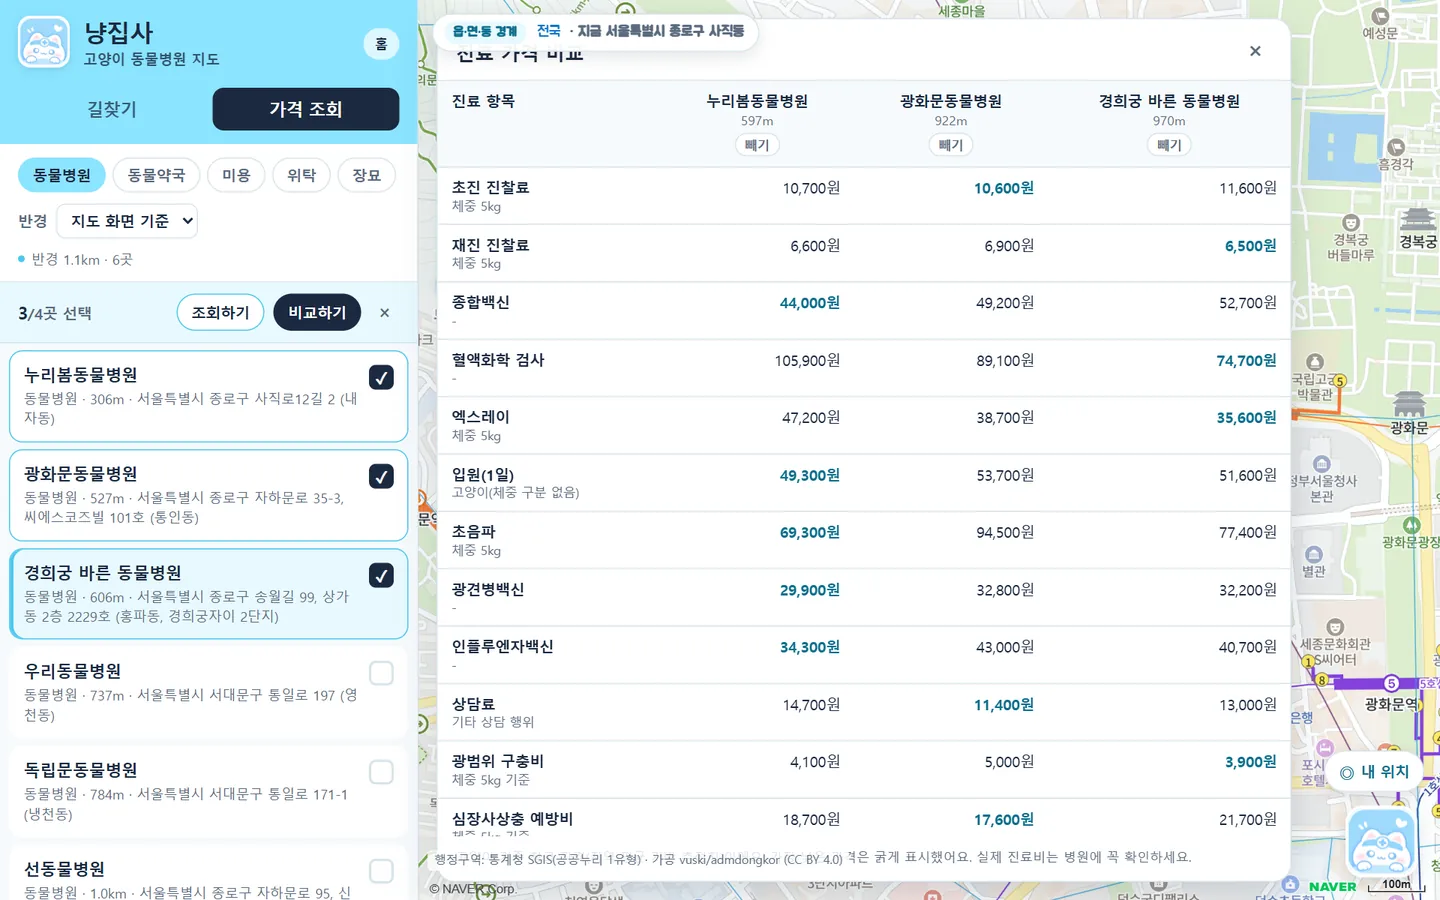 냥집사
고양이 동물병원 지도
홈
길찾기
가격 조회
동물병원
동물약국
미용
위탁
장묘
반경
지도 화면 기준
반경 1.1km · 6곳
3/4곳 선택
조회하기
비교하기
×
누리봄동물병원
동물병원 · 306m · 서울특별시 종로구 사직로12길 2 (내
자동)
광화문동물병원
동물병원 · 527m · 서울특별시 종로구 자하문로 35-3,
씨에스코즈빌 101호 (통인동)
경희궁 바른 동물병원
동물병원 · 606m · 서울특별시 종로구 송월길 99, 상가
동 2층 2229호 (홍파동, 경희궁자이 2단지)
우리동물병원
동물병원 · 737m · 서울특별시 서대문구 통일로 197 (영
천동)
독립문동물병원
동물병원 · 784m · 서울특별시 서대문구 통일로 171-1
(냉천동)
선동물병원
동물병원 · 1.0km · 서울특별시 종로구 자하문로 95, 신
읍·면·동 경계 전국 · 지금 서울특별시 종로구 사직동
진료 가격 비교
×
진료 항목
누리봄동물병원
597m
빼기
광화문동물병원
922m
빼기
경희궁 바른 동물병원
970m
빼기
초진 진찰료 10,700원 10,600원 11,600원
체중 5kg
재진 진찰료 6,600원 6,900원 6,500원
체중 5kg
종합백신 44,000원 49,200원 52,700원
-
혈액화학 검사 105,900원 89,100원 74,700원
-
엑스레이 47,200원 38,700원 35,600원
체중 5kg
입원(1일) 49,300원 53,700원 51,600원
고양이(체중 구분 없음)
초음파 69,300원 94,500원 77,400원
체중 5kg
광견병백신 29,900원 32,800원 32,200원
-
인플루엔자백신 34,300원 43,000원 40,700원
-
상담료 14,700원 11,400원 13,000원
기타 상담 행위
광범위 구충비 4,100원 5,000원 3,900원
체중 5kg 기준
심장사상충 예방비 18,700원 17,600원 21,700원
체중 5kg 기준
행정구역: 통계청 SGIS(공공누리 1유형) · 가공 vuski/admdongkor (CC BY 4.0)
격은 굵게 표시했어요. 실제 진료비는 병원에 꼭 확인하세요.
© NAVER Corp.
세종마을
예성문
흠경각
경복궁
버들마루
경복궁
국립고궁
박물관
5
광화문
정부서울청사
본관
광화문광장
별관
세종문화회관
S씨어터
1
8
5
5호선
광화문역
은행
포시
호텔
내 위치
NAVER
100m